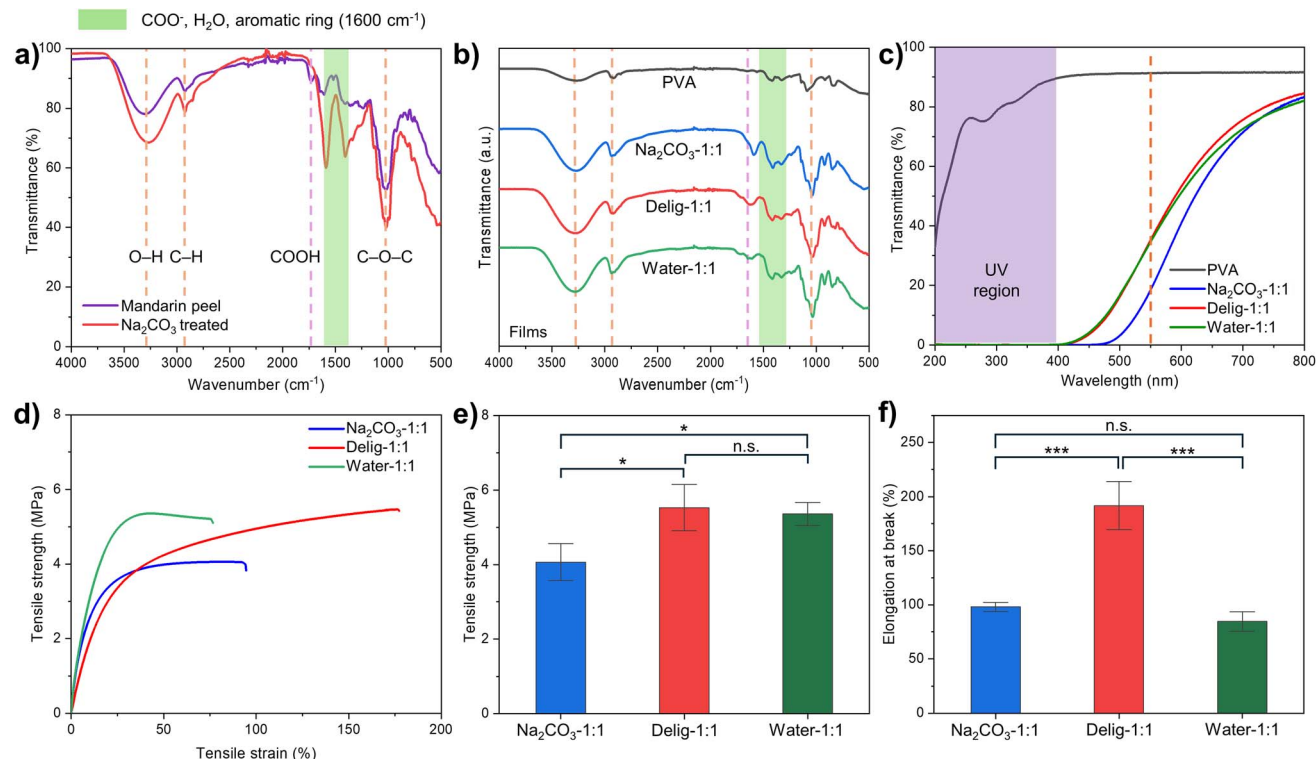 COO⁻, H₂O, aromatic ring (1600 cm⁻¹)
a)
Transmittance (%)
100
80
60
40
20
0
O–H
C–H
COOH
C–O–C
Mandarin peel
Na₂CO₃ treated
4000
3500
3000
2500
2000
1500
1000
500
Wavenumber (cm⁻¹)
b)
Transmittance (a.u.)
PVA
Na₂CO₃-1:1
Delig-1:1
Water-1:1
Films
4000
3500
3000
2500
2000
1500
1000
500
Wavenumber (cm⁻¹)
c)
Transmittance (%)
100
80
60
40
20
0
UV
region
PVA
Na₂CO₃-1:1
Delig-1:1
Water-1:1
200
300
400
500
600
700
800
Wavelength (nm)
d)
Tensile strength (MPa)
8
6
4
2
0
Na₂CO₃-1:1
Delig-1:1
Water-1:1
0
25
50
75
100
125
150
175
200
Tensile strain (%)
e)
Tensile strength (MPa)
8
6
4
2
0
*
*
n.s.
Na₂CO₃-1:1
Delig-1:1
Water-1:1
f)
Elongation at break (%)
250
200
150
100
75
50
25
0
n.s.
***
***
Na₂CO₃-1:1
Delig-1:1
Water-1:1